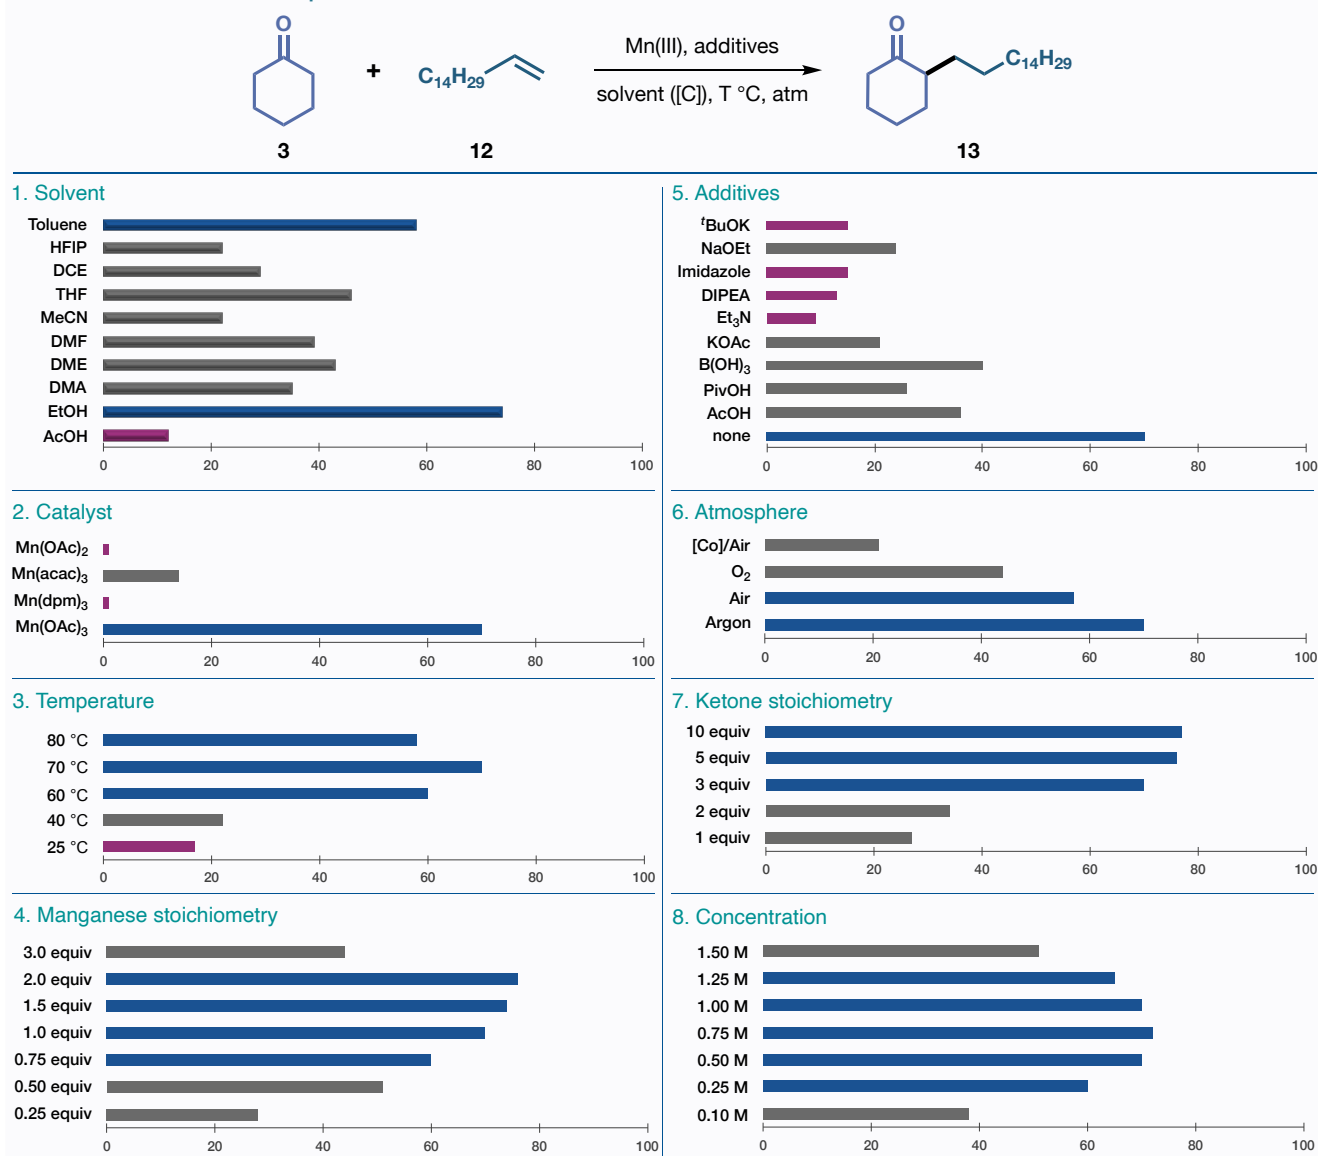 O
O
+
C14H29
Mn(III), additives
solvent ([C]), T °C, atm
C14H29
3
12
13
1. Solvent
Toluene
HFIP
DCE
THF
MeCN
DMF
DME
DMA
EtOH
AcOH
0 20 40 60 80 100
2. Catalyst
Mn(OAc)2
Mn(acac)3
Mn(dpm)3
Mn(OAc)3
0 20 40 60 80 100
3. Temperature
80 °C
70 °C
60 °C
40 °C
25 °C
0 20 40 60 80 100
4. Manganese stoichiometry
3.0 equiv
2.0 equiv
1.5 equiv
1.0 equiv
0.75 equiv
0.50 equiv
0.25 equiv
0 20 40 60 80 100
5. Additives
tBuOK
NaOEt
Imidazole
DIPEA
Et3N
KOAc
B(OH)3
PivOH
AcOH
none
0 20 40 60 80 100
6. Atmosphere
[Co]/Air
O2
Air
Argon
0 20 40 60 80 100
7. Ketone stoichiometry
10 equiv
5 equiv
3 equiv
2 equiv
1 equiv
0 20 40 60 80 100
8. Concentration
1.50 M
1.25 M
1.00 M
0.75 M
0.50 M
0.25 M
0.10 M
0 20 40 60 80 100